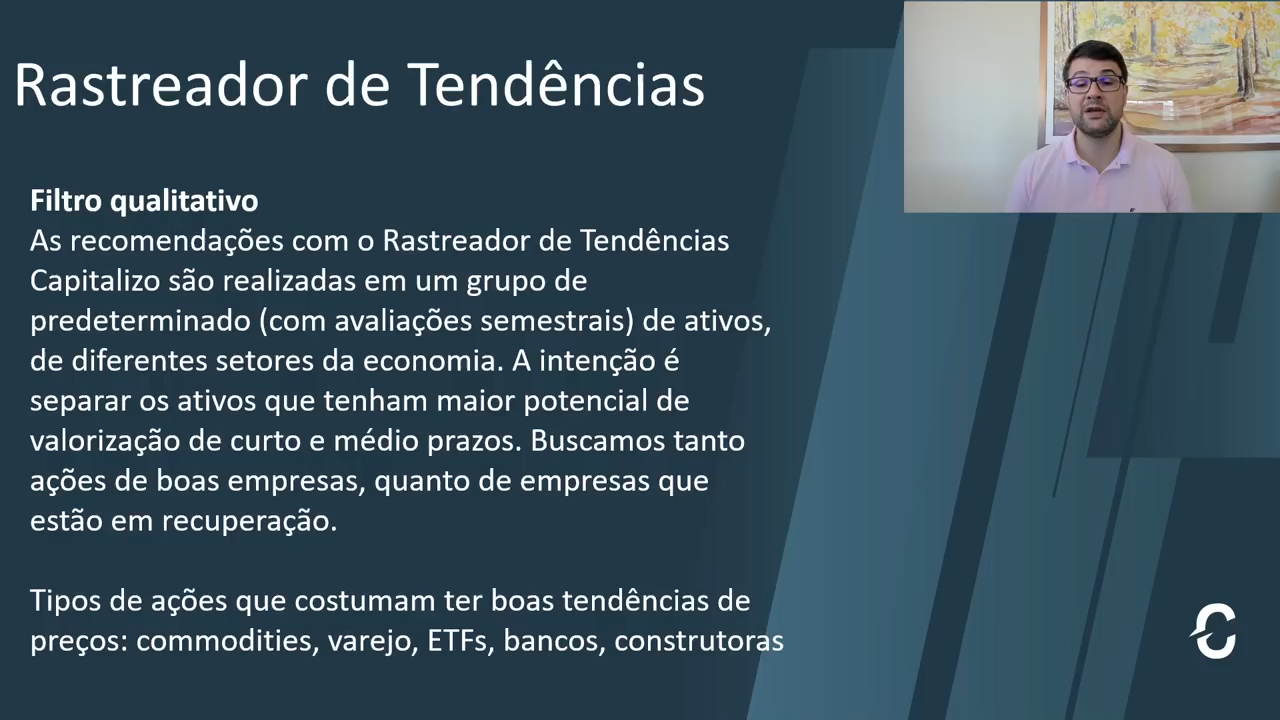 Rastreador de Tendências
Filtro qualitativo
As recomendações com o Rastreador de Tendências
Capitalizo são realizadas em um grupo de
predeterminado (com avaliações semestrais) de ativos,
de diferentes setores da economia. A intenção é
separar os ativos que tenham maior potencial de
valorização de curto e médio prazos. Buscamos tanto
ações de boas empresas, quanto de empresas que
estão em recuperação.
Tipos de ações que costumam ter boas tendências de
preços: commodities, varejo, ETFs, bancos, construtoras